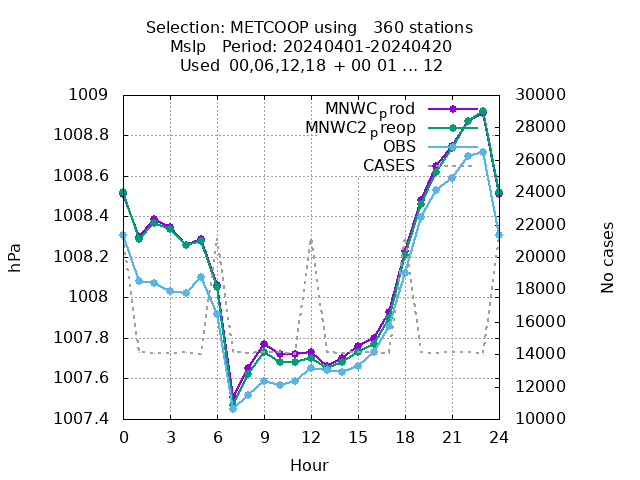 Selection: METCOOP using   360 stations
Mslp   Period: 20240401-20240420
Used  00,06,12,18  + 00 01 ... 12
1009
1008.8
1008.6
1008.4
1008.2
1008
1007.8
1007.6
1007.4
hPa
MNWCprod
MNWC2preop
OBS
CASES
30000
28000
26000
24000
22000
20000
18000
16000
14000
12000
10000
No cases
0 3 6 9 12 15 18 21 24
Hour